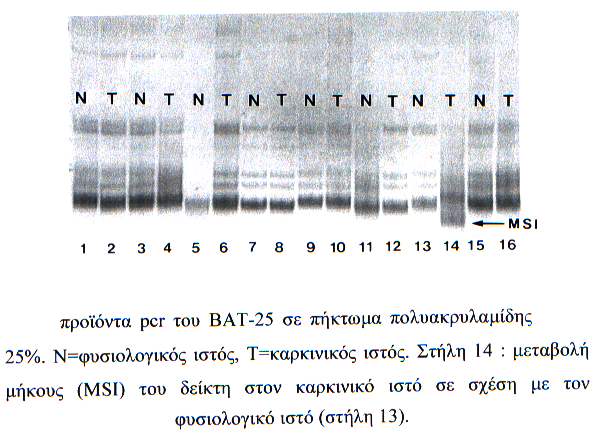 N T N T N T N T N T N T N T N T
← MSI
1 2 3 4 5 6 7 8 9 10 11 12 13 14 15 16
προϊόντα pcr του BAT-25 σε πήκτωμα πολυακρυλαμίδης
25%. Ν=φυσιολογικός ιστός, Τ=καρκινικός ιστός. Στήλη 14 : μεταβολή
μήκους (MSI) του δείκτη στον καρκινικό ιστό σε σχέση με τον
φυσιολογικό ιστό (στήλη 13).